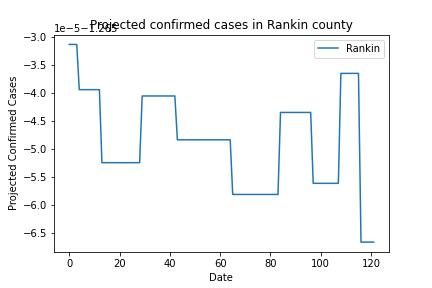 Projected confirmed cases in Rankin county
1e−5−1.265
Rankin
Projected Confirmed Cases
−3.0
−3.5
−4.0
−4.5
−5.0
−5.5
−6.0
−6.5
0 20 40 60 80 100 120
Date